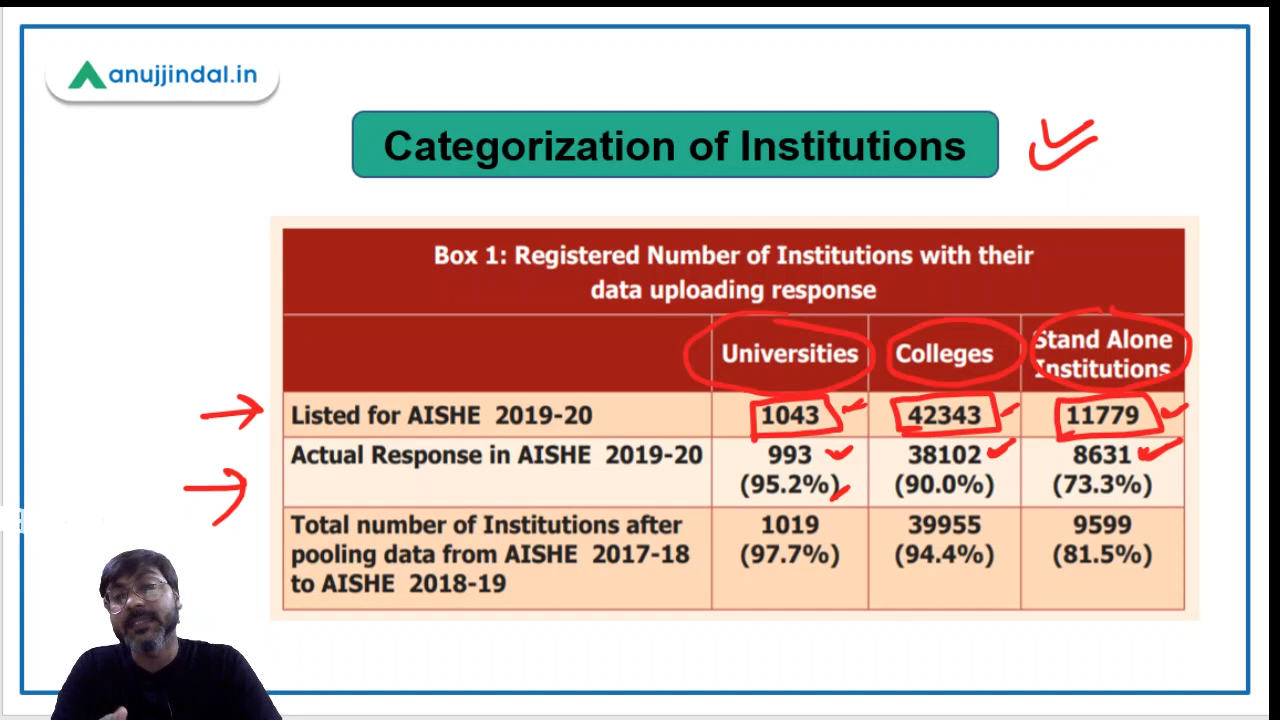 anujjindal.in
Categorization of Institutions
Box 1: Registered Number of Institutions with their
data uploading response
Universities Colleges Stand Alone
Institutions
Listed for AISHE 2019-20 1043 42343 11779
Actual Response in AISHE 2019-20 993 38102 8631
(95.2%) (90.0%) (73.3%)
Total number of Institutions after 1019 39955 9599
pooling data from AISHE 2017-18 (97.7%) (94.4%) (81.5%)
to AISHE 2018-19